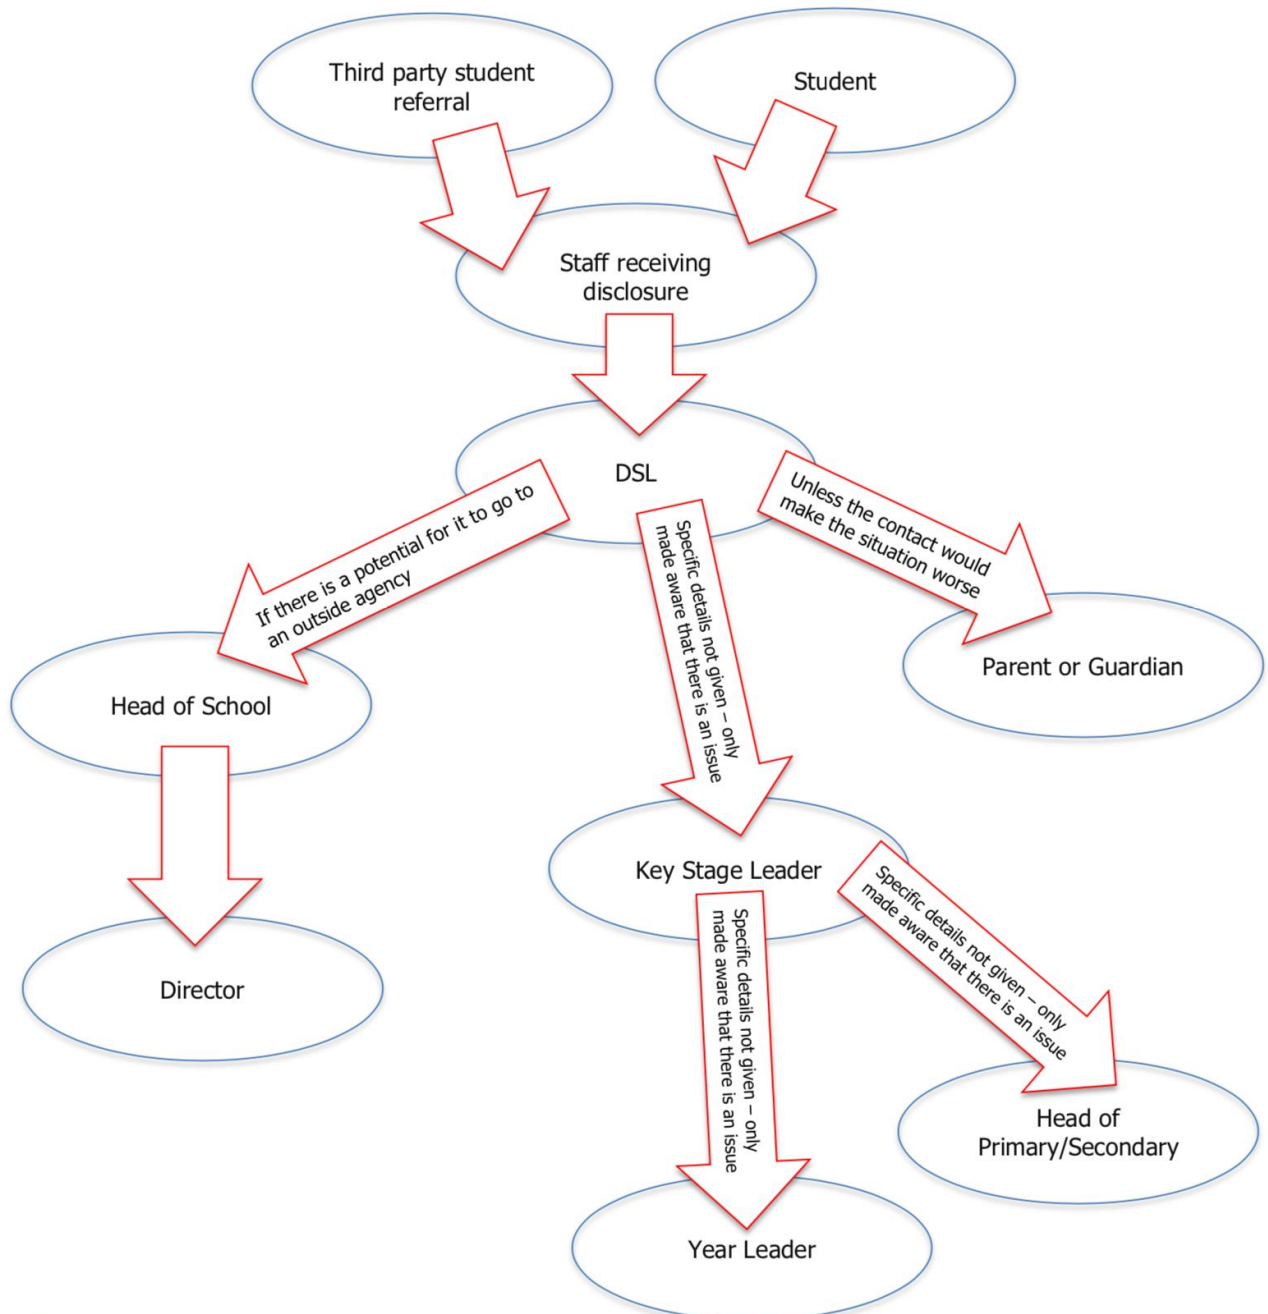 Third party student
referral
Student
Staff receiving
disclosure
DSL
If there is a potential for it to go to
an outside agency
Specific details not given – only
made aware that there is an issue
Unless the contact would
make the situation worse
Head of School
Parent or Guardian
Key Stage Leader
Specific details not given – only
made aware that there is an issue
Specific details not given – only
made aware that there is an issue
Director
Head of
Primary/Secondary
Year Leader